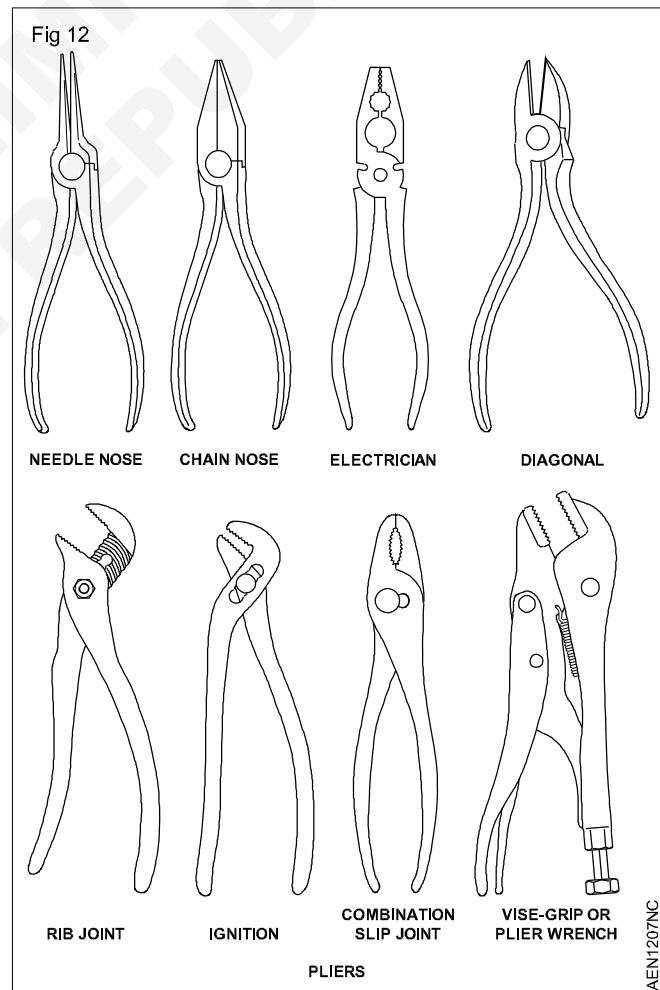 Fig 12
NEEDLE NOSE
CHAIN NOSE
ELECTRICIAN
DIAGONAL
RIB JOINT
IGNITION
COMBINATION
SLIP JOINT
VISE-GRIP OR
PLIER WRENCH
PLIERS
AEN1207NC